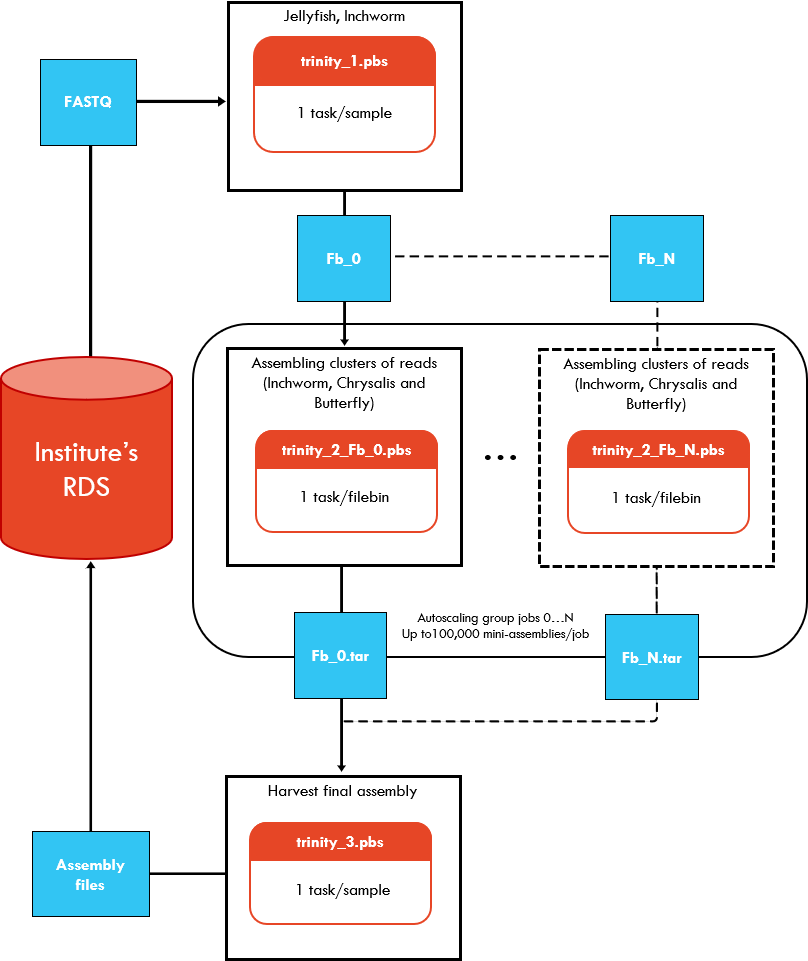 Jellyfish, Inchworm
trinity_1.pbs
1 task/sample
FASTQ
Fb_0
Fb_N
Assembling clusters of reads
(Inchworm, Chrysalis and
Butterfly)
trinity_2_Fb_0.pbs
1 task/filebin
...
Assembling clusters of reads
(Inchworm, Chrysalis and
Butterfly)
trinity_2_Fb_N.pbs
1 task/filebin
Institute's
RDS
Autoscaling group jobs 0...N
Up to100,000 mini-assemblies/job
Fb_0.tar
Fb_N.tar
Harvest final assembly
trinity_3.pbs
1 task/sample
Assembly
files